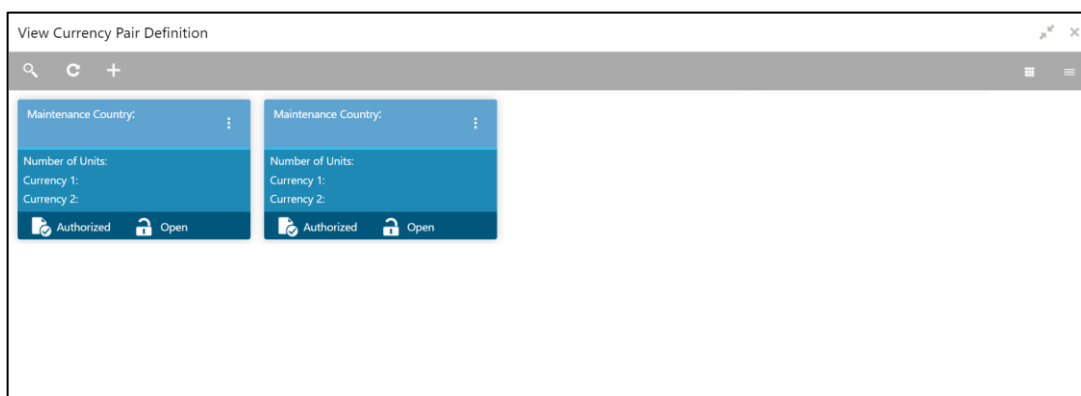 View Currency Pair Definition
Maintenance Country:
Number of Units:
Currency 1:
Currency 2:
Authorized Open
Maintenance Country:
Number of Units:
Currency 1:
Currency 2:
Authorized Open